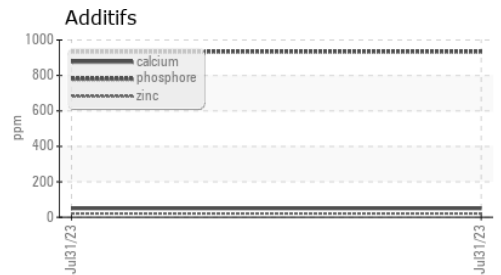 Additifs
1000
800
600
400
200
0
ppm
calcium
phosphore
zinc
Jul31/23
Jul31/23